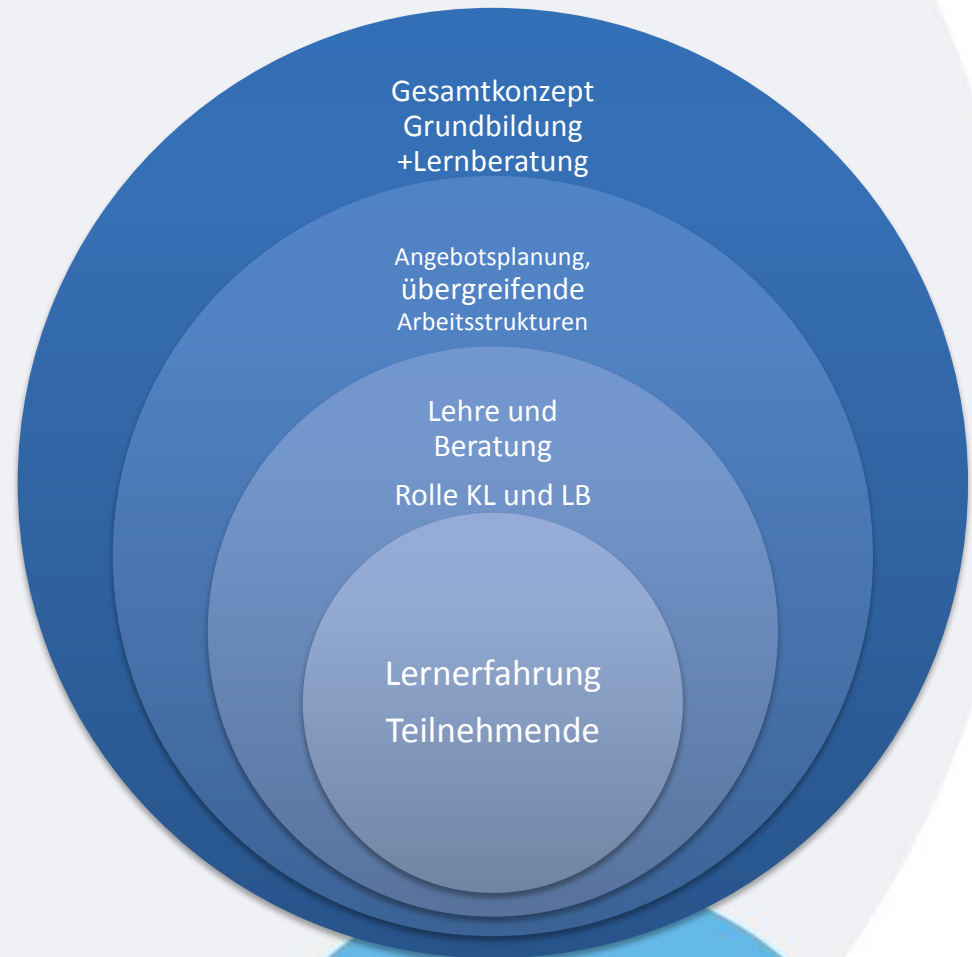 Gesamtkonzept
Grundbildung
+Lernberatung
Angebotsplanung,
übergreifende
Arbeitsstrukturen
Lehre und
Beratung
Rolle KL und LB
Lernerfahrung
Teilnehmende